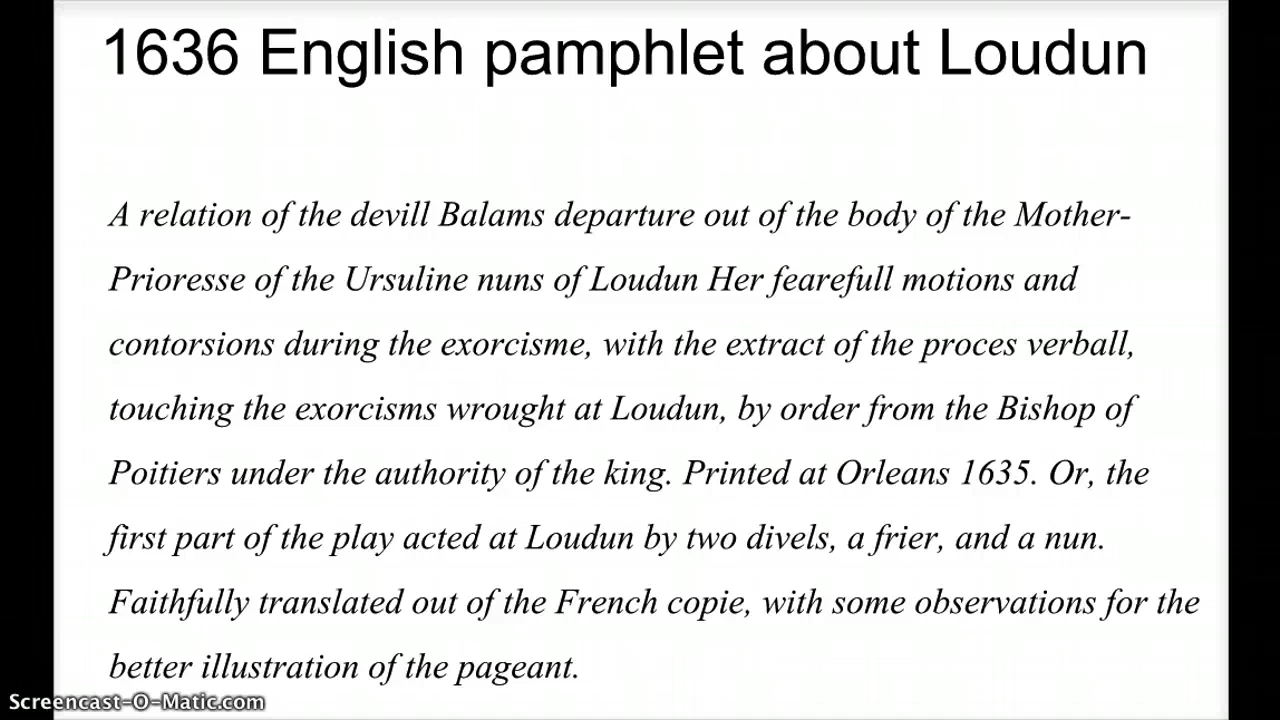 1636 English pamphlet about Loudun
A relation of the devill Balams departure out of the body of the Mother-
Prioresse of the Ursuline nuns of Loudun Her fearefull motions and
contorsions during the exorcisme, with the extract of the proces verball,
touching the exorcisms wrought at Loudun, by order from the Bishop of
Poitiers under the authority of the king. Printed at Orleans 1635. Or, the
first part of the play acted at Loudun by two divels, a frier, and a nun.
Faithfully translated out of the French copie, with some observations for the
better illustration of the pageant.
Screencast-O-Matic.com